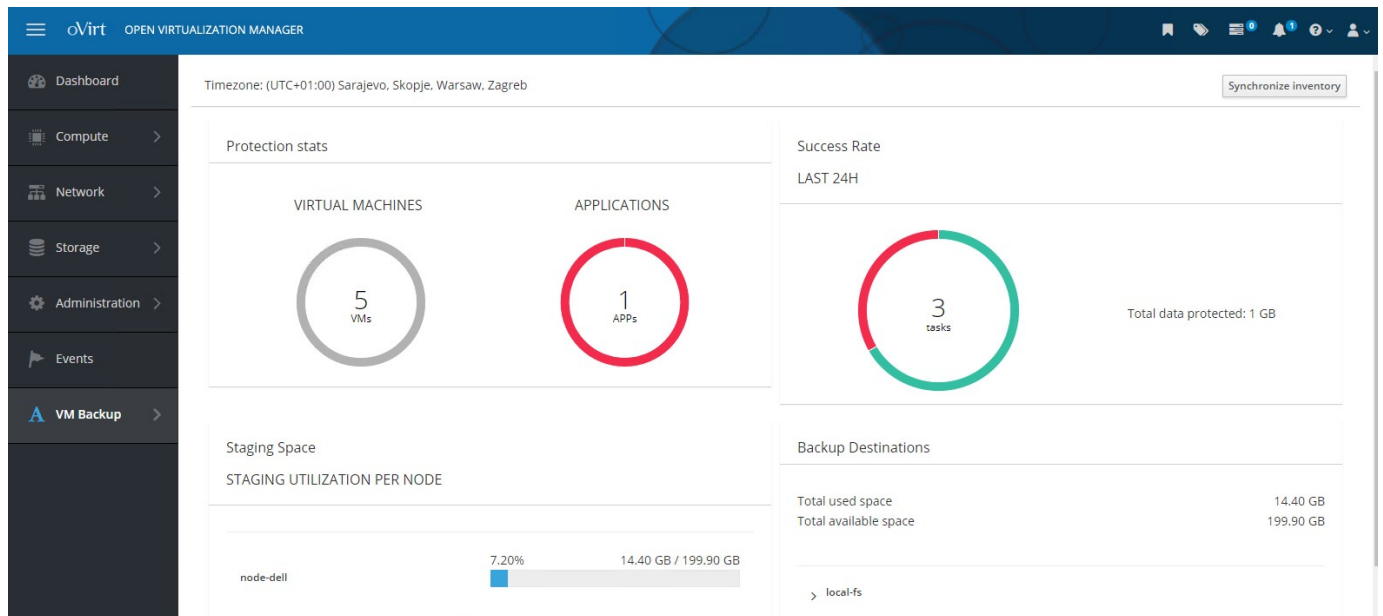 oVirt OPEN VIRTUALIZATION MANAGER 0 1
Dashboard
Compute
Network
Storage
Administration
Events
A VM Backup
Timezone: (UTC+01:00) Sarajevo, Skopje, Warsaw, Zagreb
Synchronize inventory
Protection stats
VIRTUAL MACHINES
5
VMs
APPLICATIONS
1
APPs
Success Rate
LAST 24H
3
tasks
Total data protected: 1 GB
Staging Space
STAGING UTILIZATION PER NODE
node-dell
7.20% 14.40 GB / 199.90 GB
Backup Destinations
Total used space 14.40 GB
Total available space 199.90 GB
local-fs